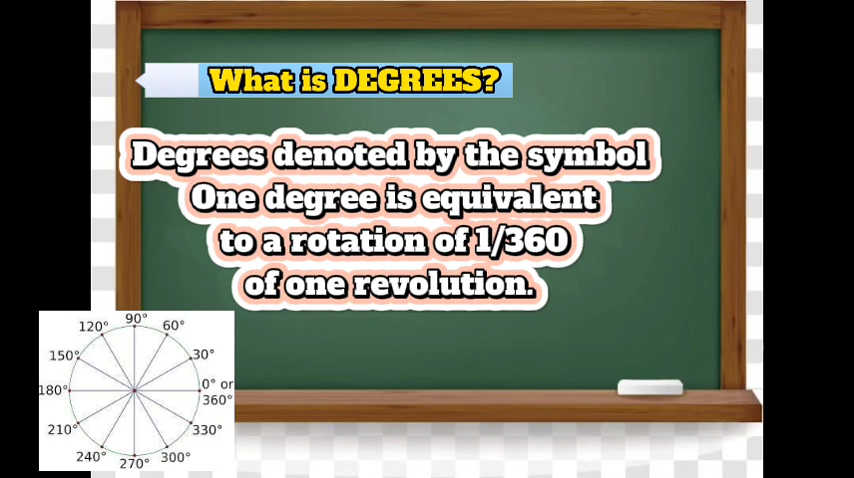 What is DEGREES?
Degrees denoted by the symbol
One degree is equivalent
to a rotation of 1/360
of one revolution.
90°
120°
60°
150°
30°
180°
0° or
360°
210°
330°
240°
300°
270°